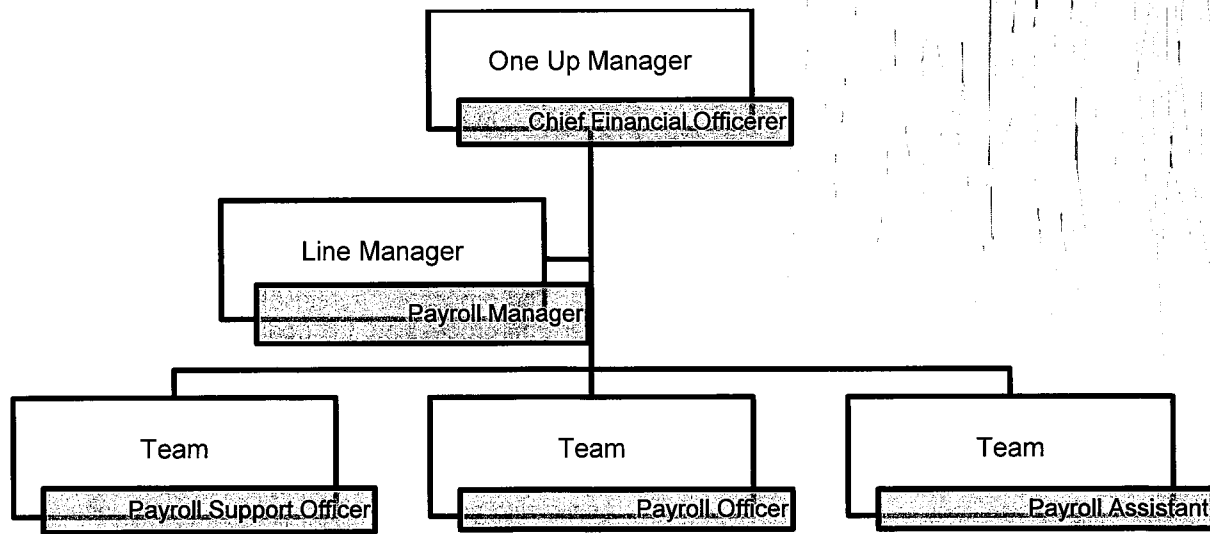 One Up Manager
Chief Financial Officerer
Line Manager
Payroll Manager
Team
Payroll Support Officer
Team
Payroll Officer
Team
Payroll Assistant